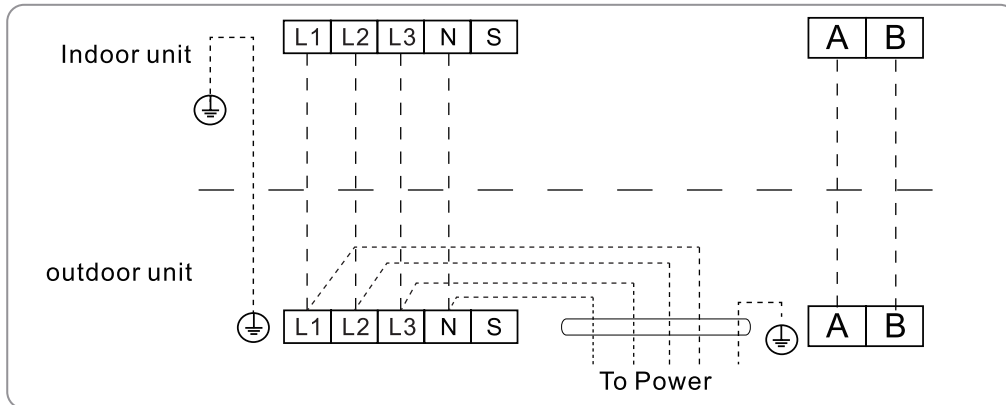 L1 L2 L3 N S
A B
Indoor unit
outdoor unit
L1 L2 L3 N S
A B
To Power